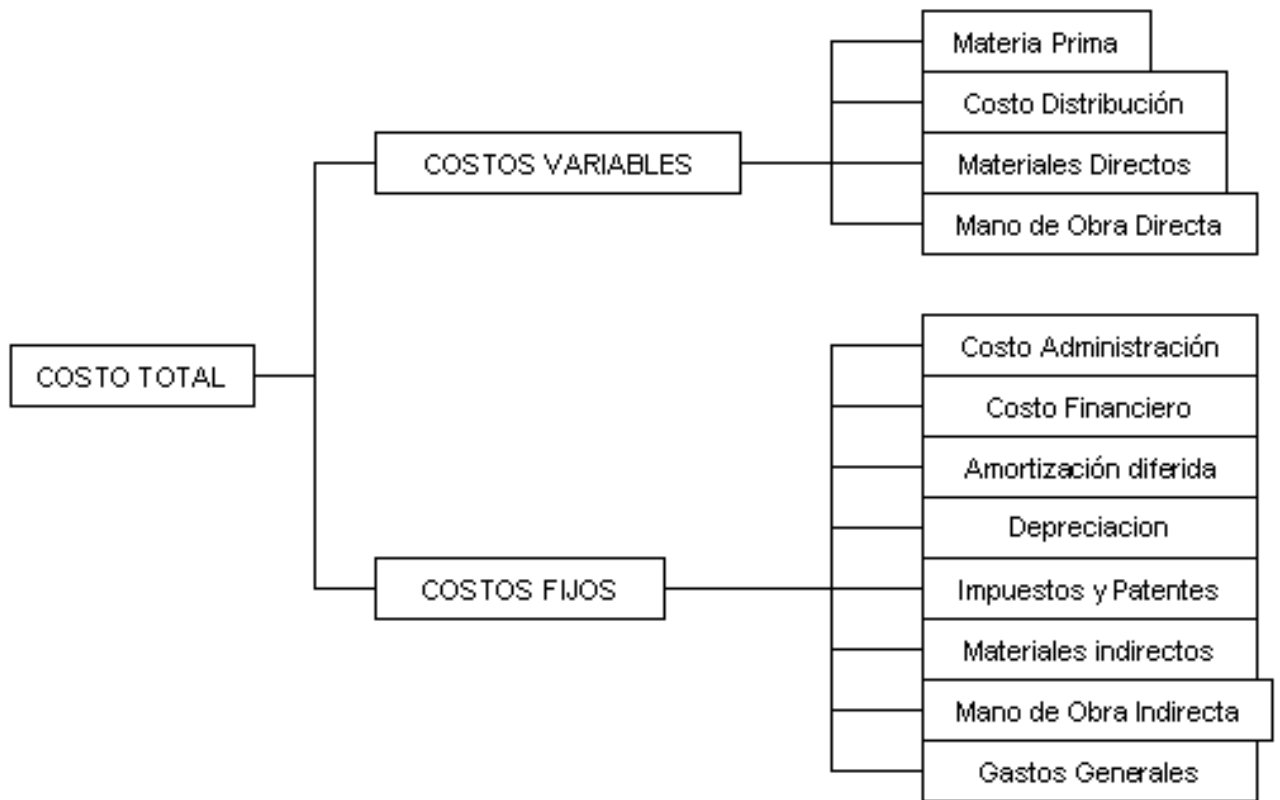 COSTO TOTAL
COSTOS VARIABLES
Materia Prima
Costo Distribución
Materiales Directos
Mano de Obra Directa
COSTOS FIJOS
Costo Administración
Costo Financiero
Amortización diferida
Depreciacion
Impuestos y Patentes
Materiales indirectos
Mano de Obra Indirecta
Gastos Generales